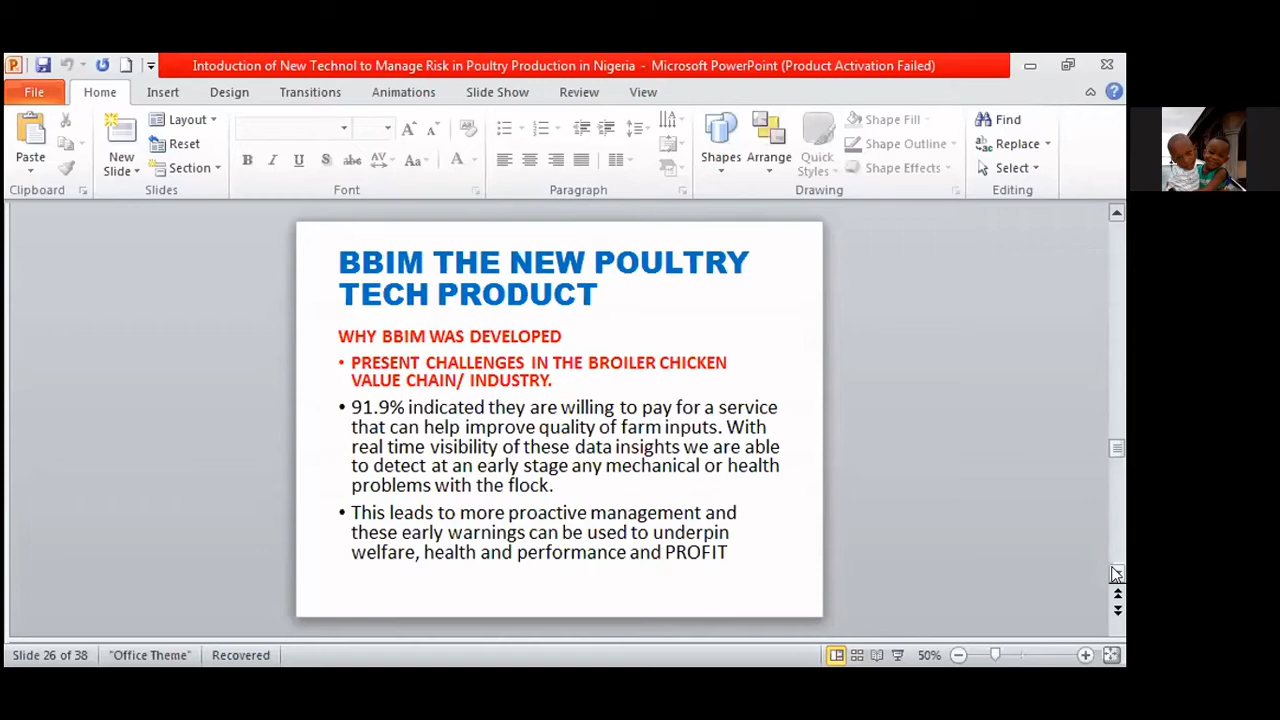 Intoduction of New Technol to Manage Risk in Poultry Production in Nigeria - Microsoft PowerPoint (Product Activation Failed)
File Home Insert Design Transitions Animations Slide Show Review View
Paste
New Slide
Layout
Reset
Section
Shapes
Arrange
Quick Styles
Shape Fill
Shape Outline
Shape Effects
Find
Replace
Select
Clipboard Slides Font Paragraph Drawing Editing
BBIM THE NEW POULTRY
TECH PRODUCT
WHY BBIM WAS DEVELOPED
• PRESENT CHALLENGES IN THE BROILER CHICKEN
VALUE CHAIN/ INDUSTRY.
• 91.9% indicated they are willing to pay for a service
that can help improve quality of farm inputs. With
real time visibility of these data insights we are able
to detect at an early stage any mechanical or health
problems with the flock.
• This leads to more proactive management and
these early warnings can be used to underpin
welfare, health and performance and PROFIT
Slide 26 of 38 "Office Theme" Recovered 50%